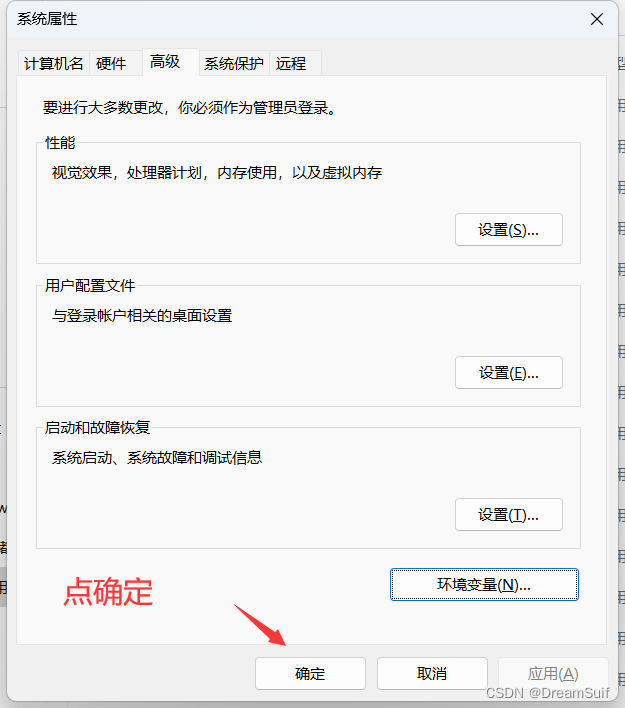 系统属性
计算机名 硬件 高级 系统保护 远程
要进行大多数更改，你必须作为管理员登录。
性能
视觉效果，处理器计划，内存使用，以及虚拟内存
设置(S)...
用户配置文件
与登录帐户相关的桌面设置
设置(E)...
启动和故障恢复
系统启动、系统故障和调试信息
设置(T)...
环境变量(N)...
点确定
确定 取消 应用(A)
CSDN @DreamSuif